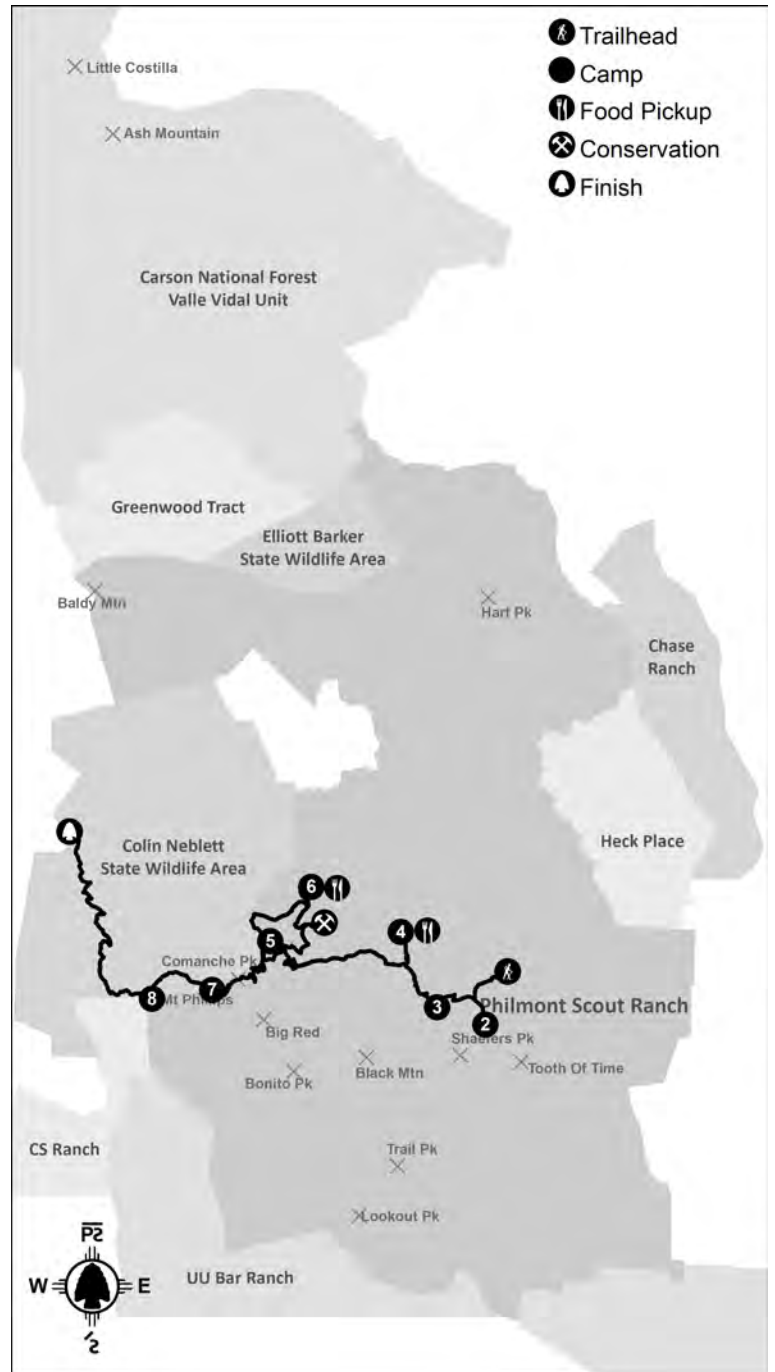 Trailhead
Camp
Food Pickup
Conservation
Finish
Little Costilla
Ash Mountain
Carson National Forest
Valle Vidal Unit
Greenwood Tract
Elliott Barker
State Wildlife Area
Baldy Mtn
Hart Pk
Chase
Ranch
Heck Place
Colin Neblett
State Wildlife Area
6
4
5
Comanche Pk
7
8
Mt Phillips
3
2
Philmont Scout Ranch
Big Red
Shaefers Pk
Black Mtn
Tooth Of Time
Bonito Pk
CS Ranch
Trail Pk
Lookout Pk
W
E
UU Bar Ranch